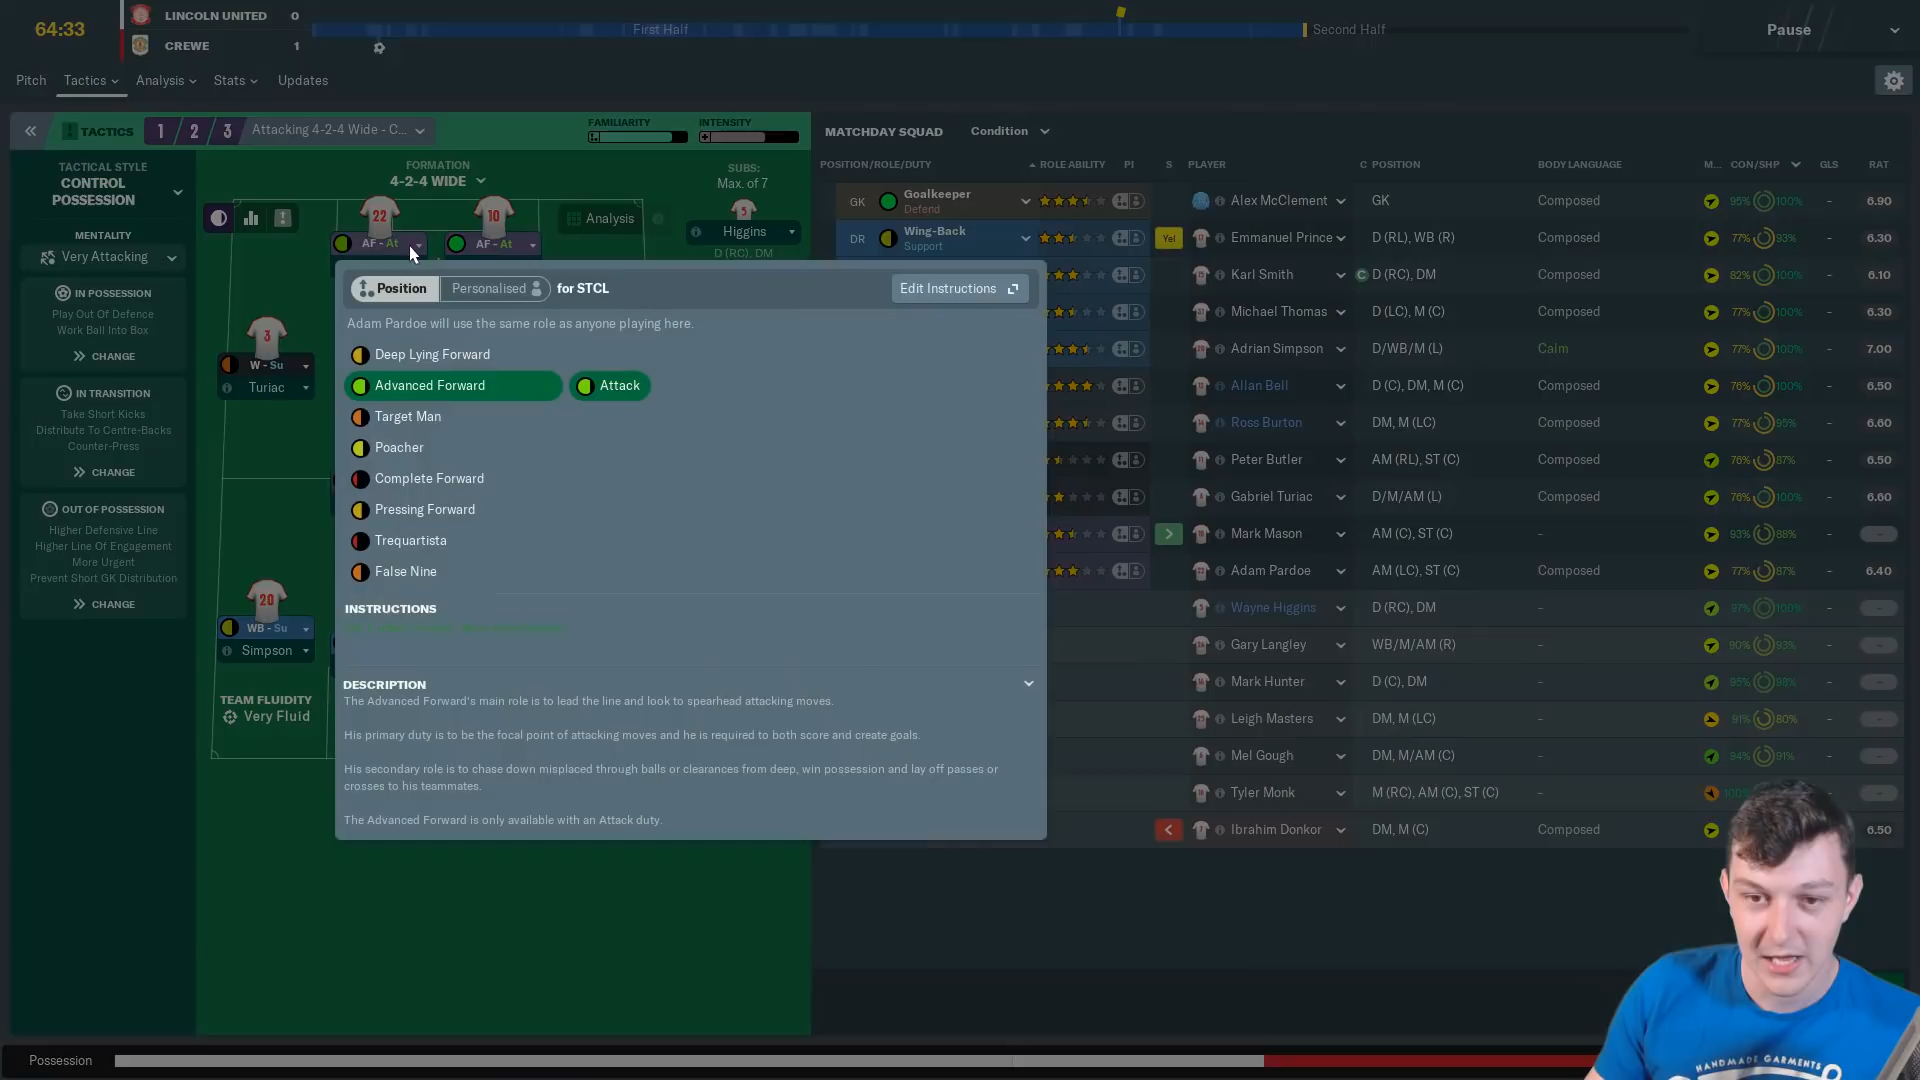 64:33
LINCOLN UNITED 0
CREWE 1
First Half
Second Half
Pause
Pitch Tactics Analysis Stats Updates
TACTICS 1 2 3 Attacking 4-2-4 Wide - C...
FAMILIARITY
INTENSITY
TACTICAL STYLE
CONTROL
POSSESSION
MENTALITY
Very Attacking
IN POSSESSION
Play Out Of Defence
Work Ball Into Box
CHANGE
IN TRANSITION
Take Short Kicks
Distribute To Centre-Backs
Counter-Press
CHANGE
OUT OF POSSESSION
Higher Defensive Line
Higher Line Of Engagement
More Urgent
Prevent Short GK Distribution
CHANGE
FORMATION
4-2-4 WIDE
SUBS:
Max. of 7
22
10
AF - At
AF - At
Analysis
5
Higgins
D (RC), DM
3
W - Su
Turiac
20
WB - Su
Simpson
TEAM FLUIDITY
Very Fluid
Position Personalised for STCL
Edit Instructions
Adam Pardoe will use the same role as anyone playing here.
Deep Lying Forward
Advanced Forward Attack
Target Man
Poacher
Complete Forward
Pressing Forward
Trequartista
False Nine
INSTRUCTIONS
DESCRIPTION
The Advanced Forward's main role is to lead the line and look to spearhead attacking moves.
His primary duty is to be the focal point of attacking moves and he is required to both score and create goals.
His secondary role is to chase down misplaced through balls or clearances from deep, win possession and lay off passes or
crosses to his teammates.
The Advanced Forward is only available with an Attack duty.
MATCHDAY SQUAD Condition
POSITION/ROLE/DUTY ROLE ABILITY PI S PLAYER C POSITION BODY LANGUAGE M... CON/SHP GLS RAT
GK Goalkeeper Defend Alex McClement GK Composed 95% 100% - 6.90
DR Wing-Back Support Yel Emmanuel Prince D (RL), WB (R) Composed 77% 93% - 6.30
Karl Smith C D (RC), DM Composed 82% 100% - 6.10
Michael Thomas D (LC), M (C) Composed 77% 100% - 6.30
Adrian Simpson D/WB/M (L) Calm 77% 100% - 7.00
Allan Bell D (C), DM, M (C) Composed 76% 100% - 6.50
Ross Burton DM, M (LC) Composed 77% 95% - 6.60
Peter Butler AM (RL), ST (C) Composed 76% 87% - 6.50
Gabriel Turiac D/M/AM (L) Composed 76% 100% - 6.60
Mark Mason AM (C), ST (C) - 93% 88% - -
Adam Pardoe AM (LC), ST (C) Composed 77% 87% - 6.40
Wayne Higgins D (RC), DM - 97% 100% - -
Gary Langley WB/M/AM (R) - 90% 93% - -
Mark Hunter D (C), DM - 95% 98% - -
Leigh Masters DM, M (LC) - 91% 80% - -
Mel Gough DM, M/AM (C) - 94% 91% - -
Tyler Monk M (RC), AM (C), ST (C) - 100% - -
Ibrahim Donkor DM, M (C) Composed - 6.50
Possession
HANDMADE GARMENTS